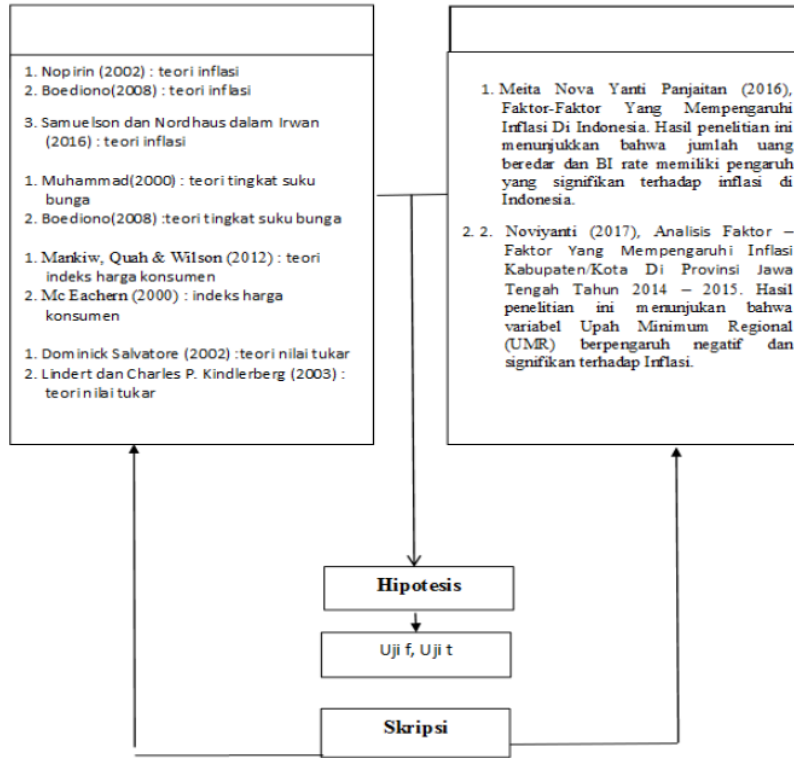 1. Nopirin (2002) : teori inflasi
2. Boediono(2008) : teori inflasi
3. Samuelson dan Nordhaus dalam Irwan
(2016) : teori inflasi
1. Muhammad(2000) : teori tingkat suku
bunga
2. Boediono(2008) :teori tingkat suku bunga
1. Mankiw, Quah & Wilson (2012) : teori
indeks harga konsumen
2. Mc Eachern (2000) : indeks harga
konsumen
1. Dominick Salvatore (2002) :teori nilai tukar
2. Lindert dan Charles P. Kindlerberg (2003) :
teori nilai tukar
1. Meita Nova Yanti Panjaitan (2016),
Faktor-Faktor Yang Mempengaruhi
Inflasi Di Indonesia. Hasil penelitian ini
menunjukkan bahwa jumlah uang
beredar dan BI rate memiliki pengaruh
yang signifikan terhadap inflasi di
Indonesia.
2. 2. Noviyanti (2017), Analisis Faktor –
Faktor Yang Mempengaruhi Inflasi
Kabupaten/Kota Di Provinsi Jawa
Tengah Tahun 2014 – 2015. Hasil
penelitian ini menunjukan bahwa
variabel Upah Minimum Regional
(UMR) berpengaruh negatif dan
signifikan terhadap Inflasi.
Hipotesis
Uji f, Uji t
Skripsi